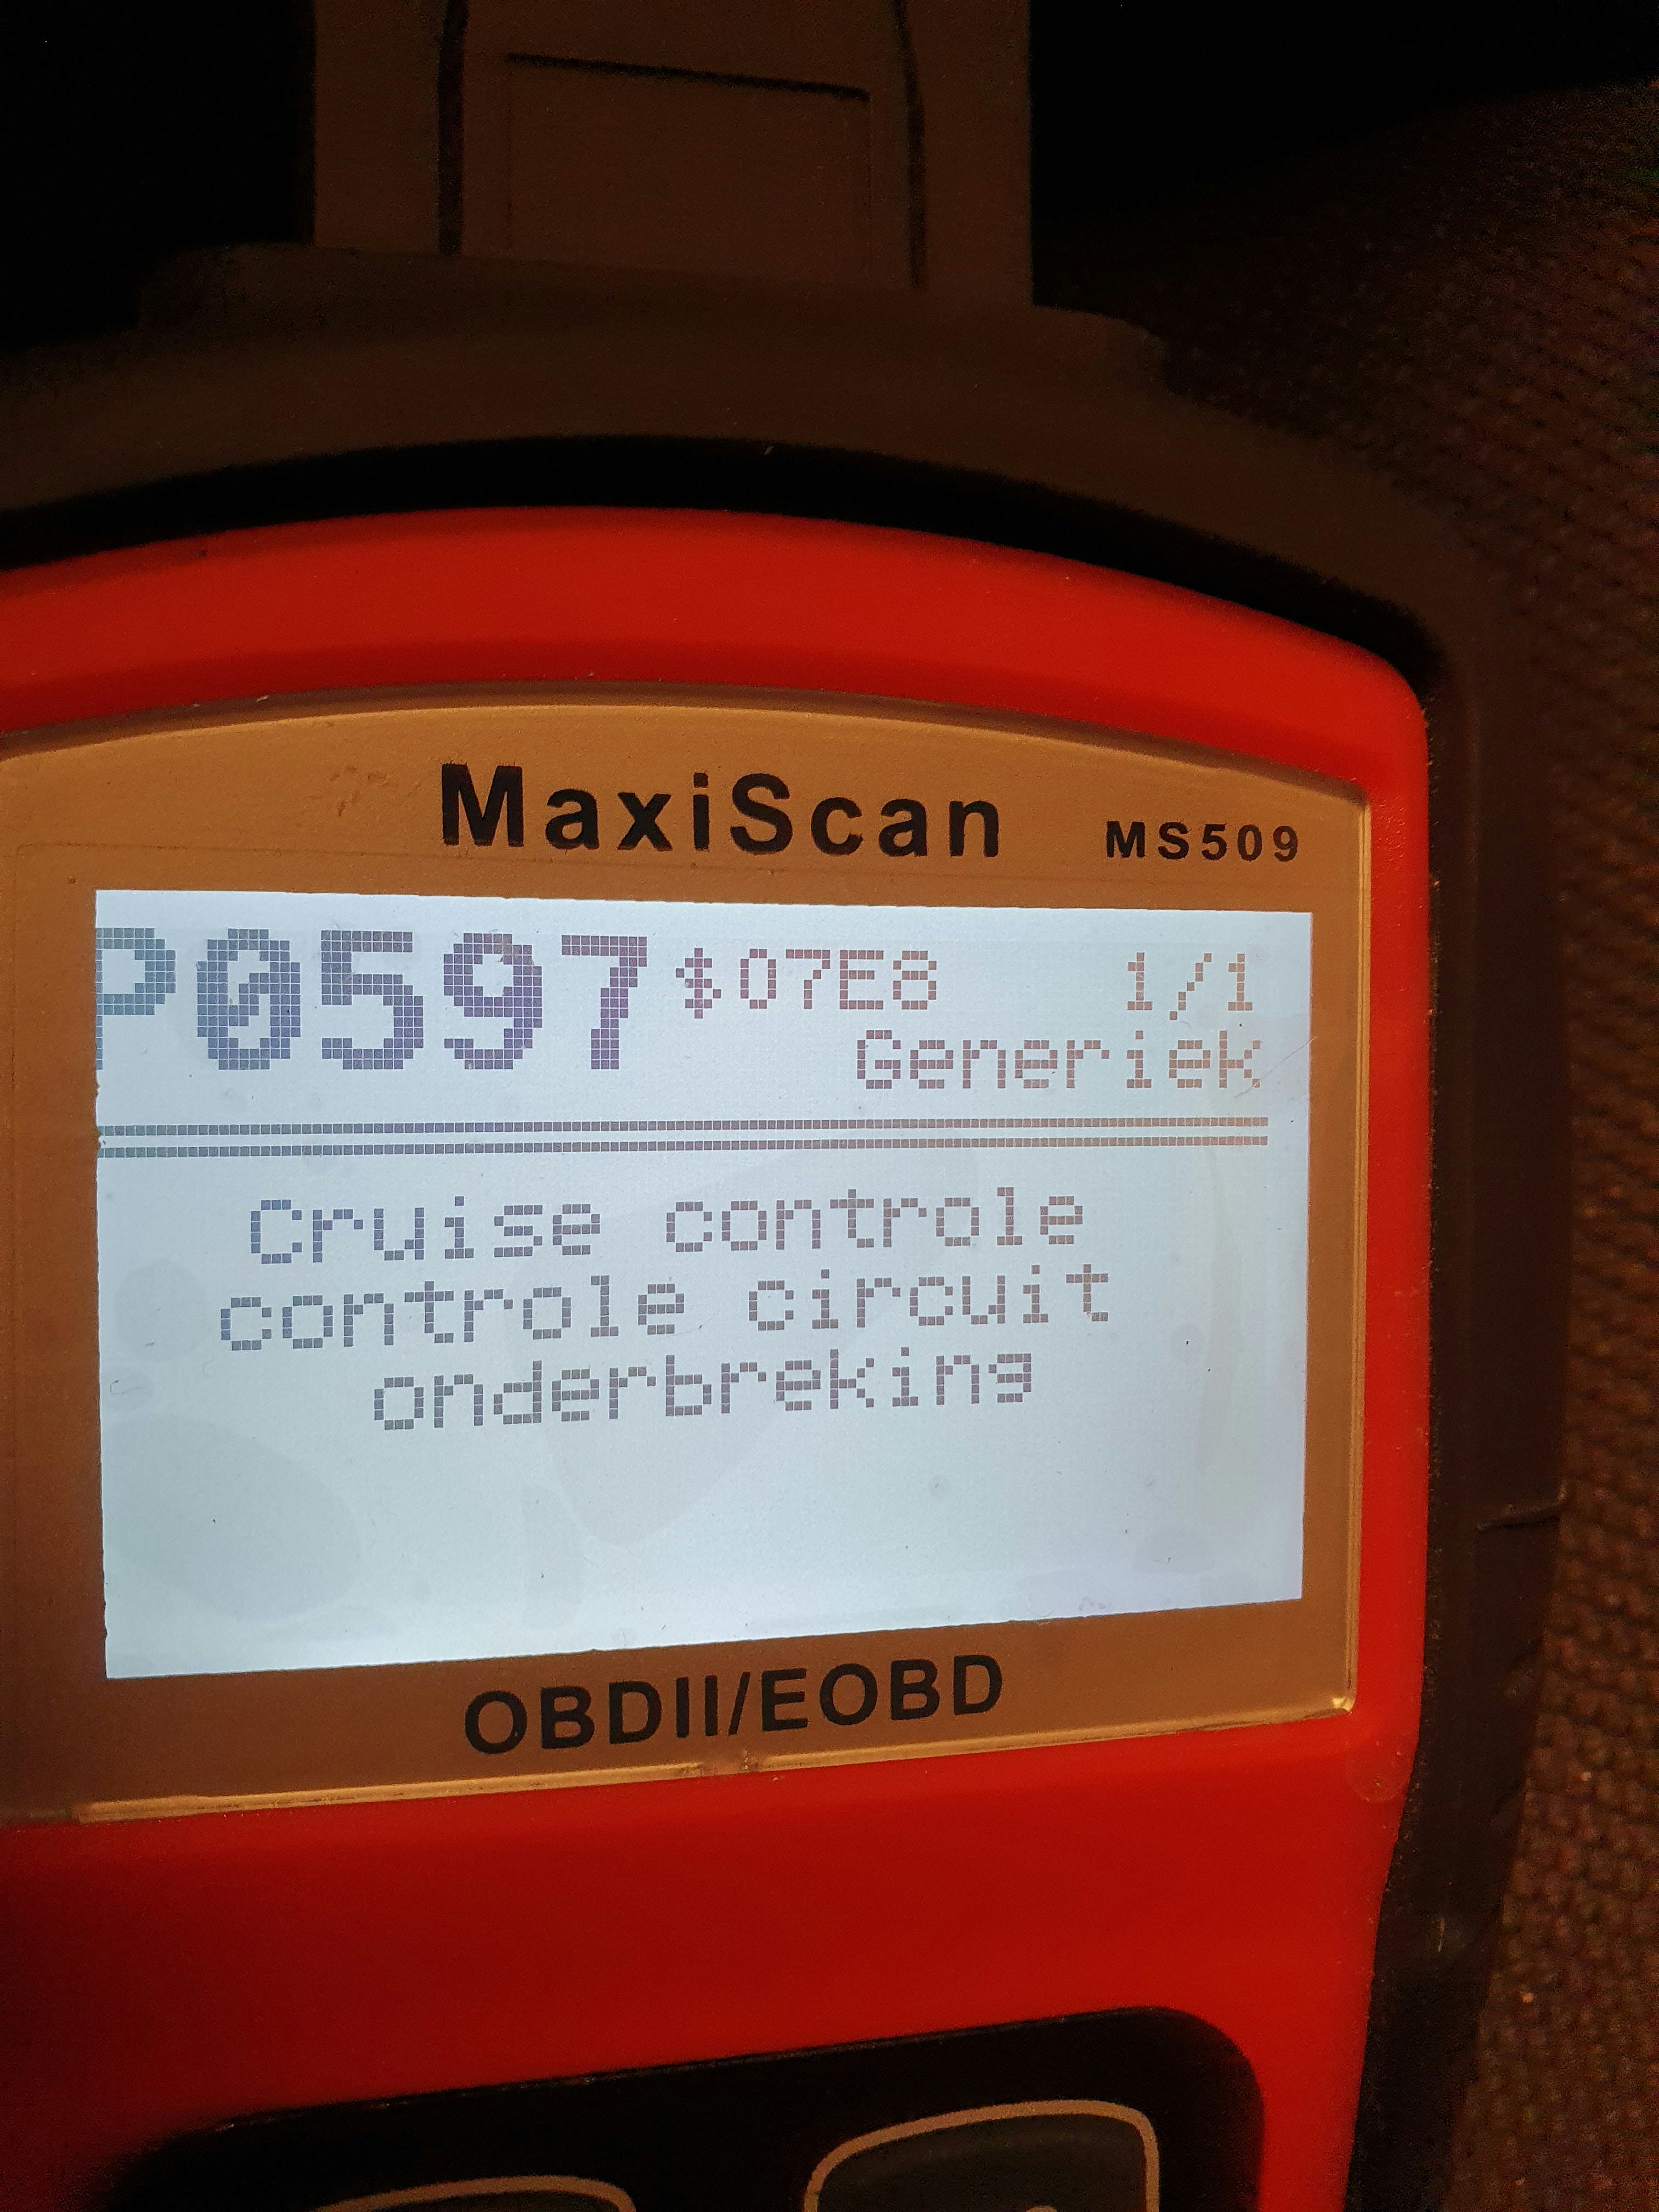 MaxiScan MS509
P0597 $07E8 1/1
Generiek
Cruise controle
controle circuit
onderbreking
OBDII/EOBD